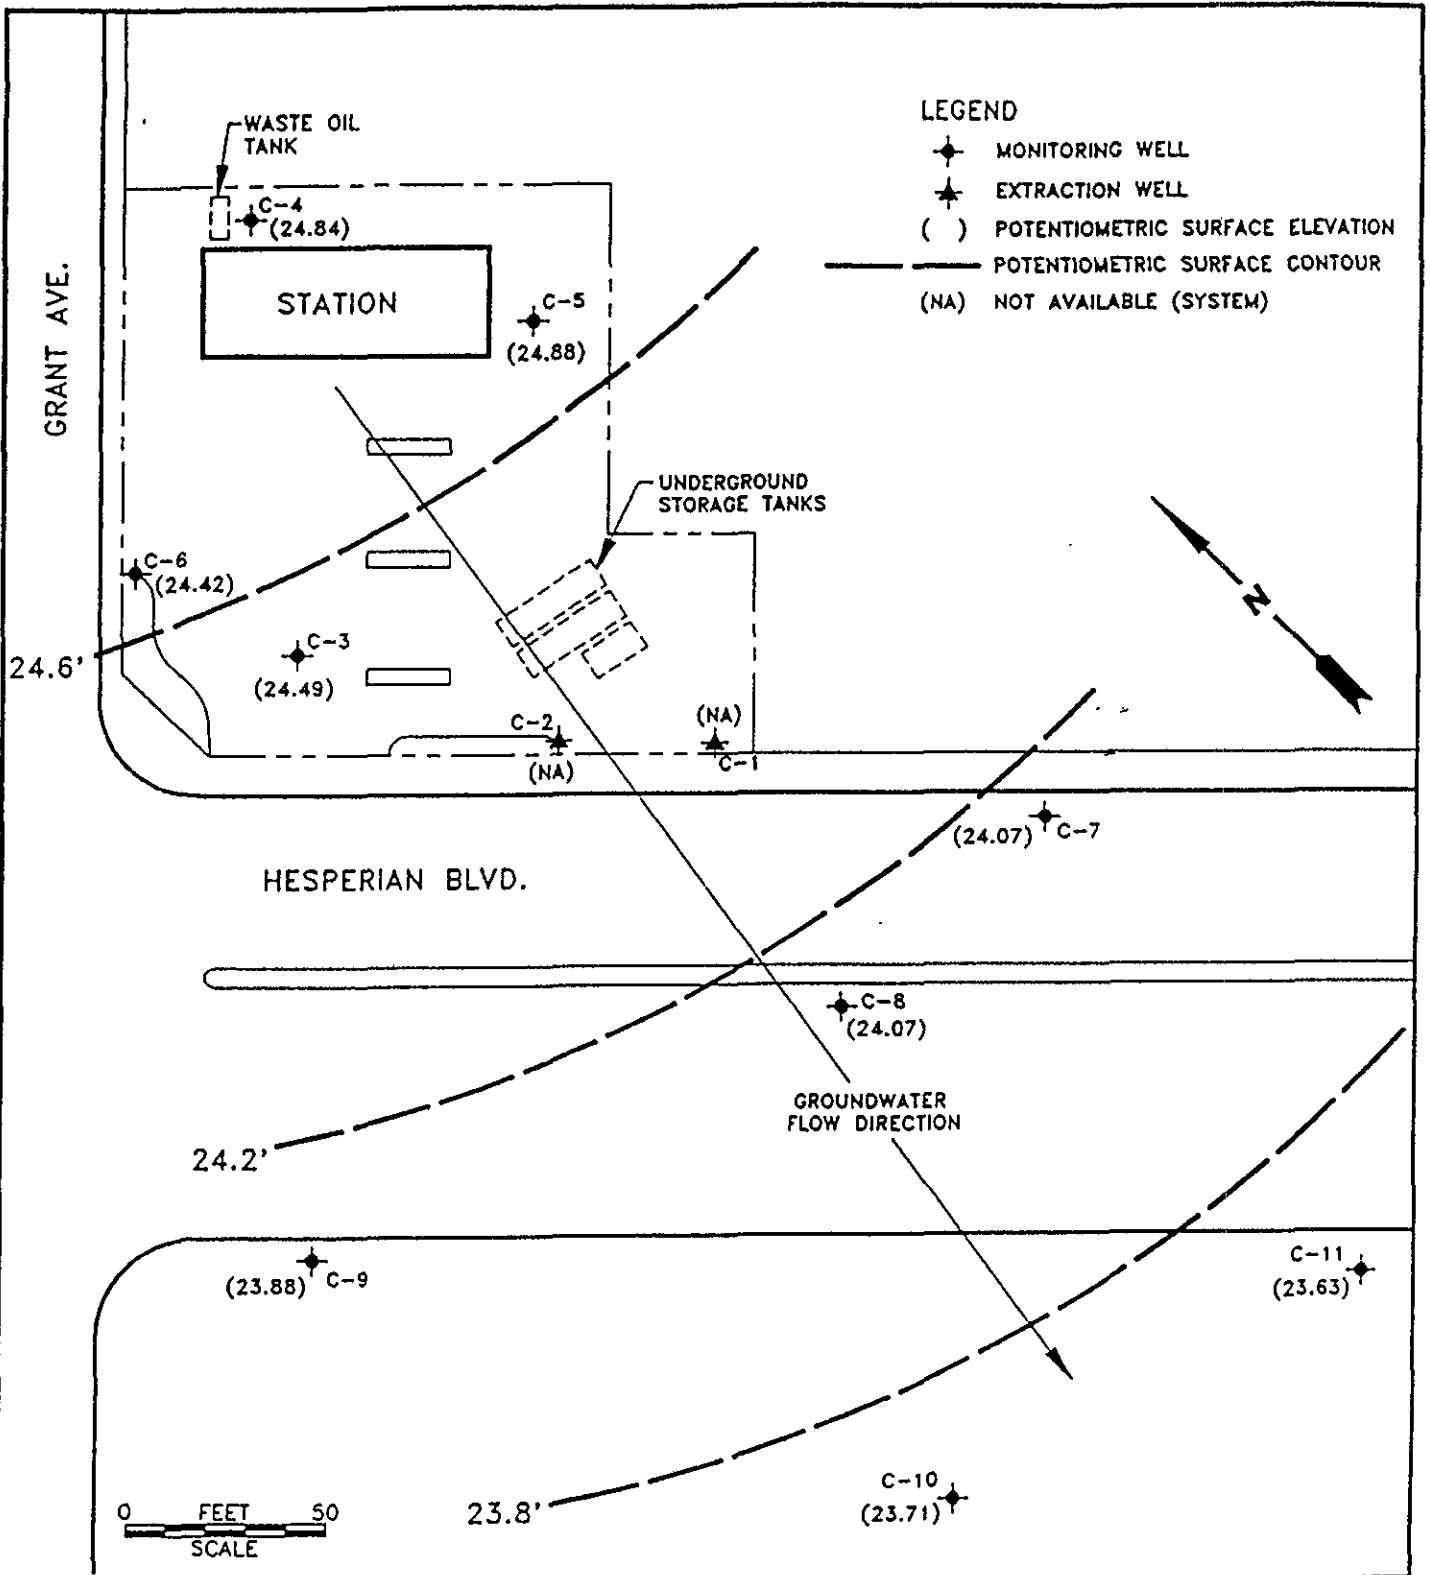 LEGEND
MONITORING WELL
EXTRACTION WELL
( ) POTENTIOMETRIC SURFACE ELEVATION
POTENTIOMETRIC SURFACE CONTOUR
(NA) NOT AVAILABLE (SYSTEM)
WASTE OIL
TANK
C-4
(24.84)
STATION
C-5
(24.88)
GRANT AVE.
UNDERGROUND
STORAGE TANKS
C-6
(24.42)
24.6'
C-3
(24.49)
C-2
(NA)
(NA)
C-1
N
(24.07) C-7
HESPERIAN BLVD.
C-8
(24.07)
GROUNDWATER
FLOW DIRECTION
24.2'
(23.88) C-9
C-11
(23.63)
C-10
(23.71)
23.8'
0 FEET 50
SCALE